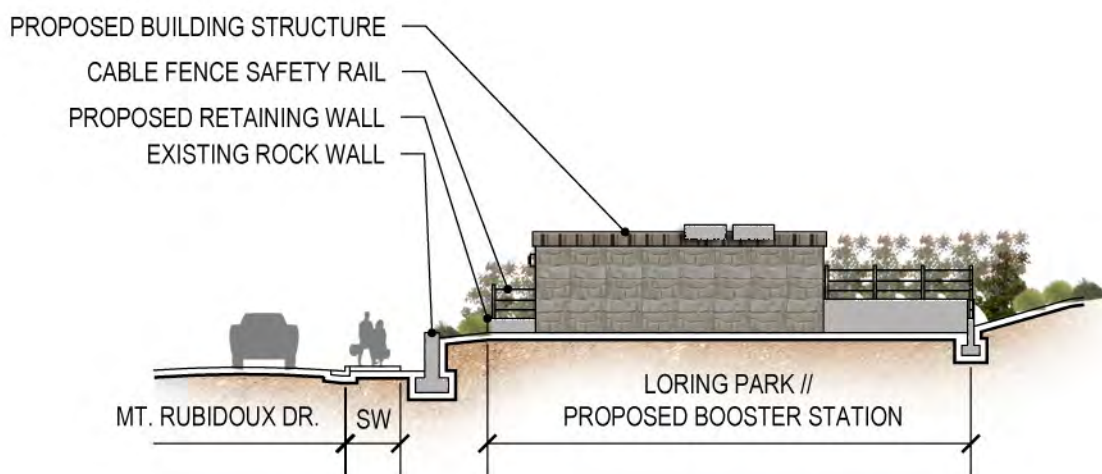 PROPOSED BUILDING STRUCTURE
CABLE FENCE SAFETY RAIL
PROPOSED RETAINING WALL
EXISTING ROCK WALL
MT. RUBIDOUX DR.
SW
LORING PARK //
PROPOSED BOOSTER STATION